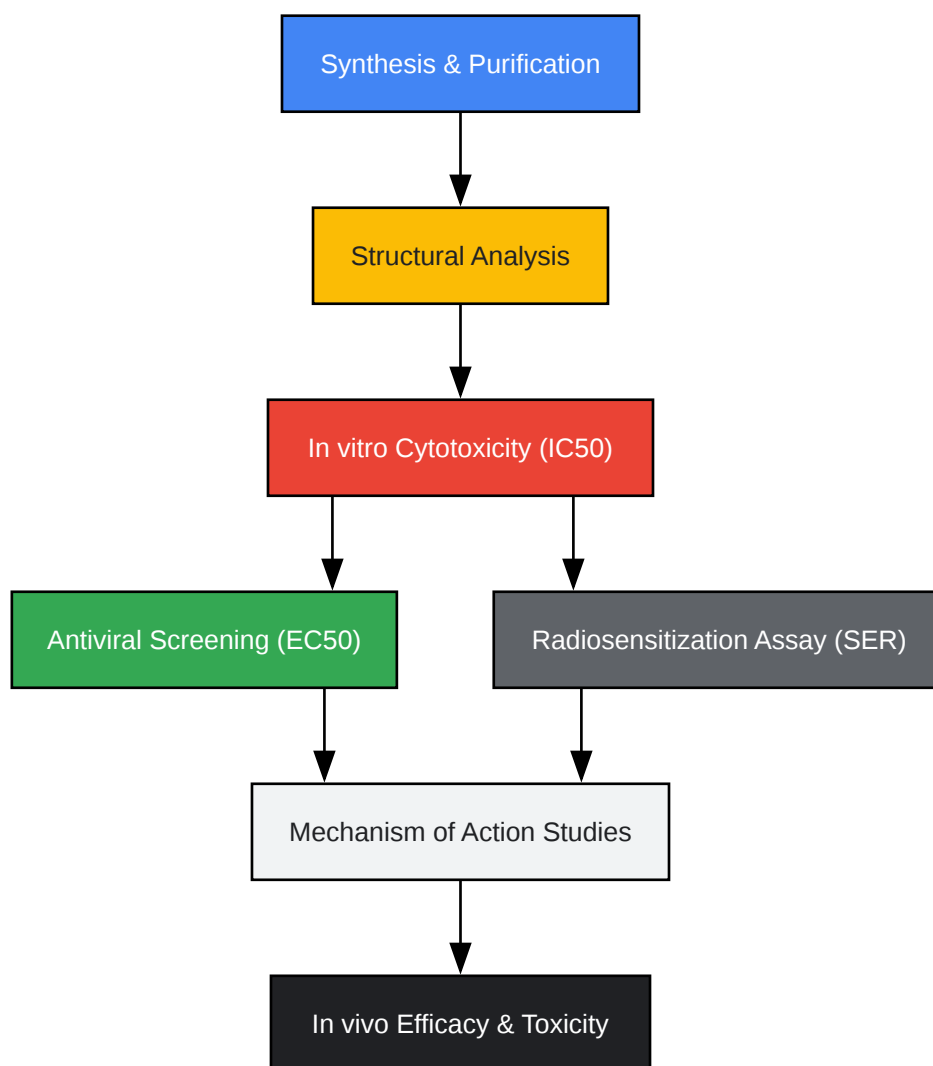 Synthesis & Purification
Structural Analysis
In vitro Cytotoxicity (IC50)
Antiviral Screening (EC50)
Radiosensitization Assay (SER)
Mechanism of Action Studies
In vivo Efficacy & Toxicity